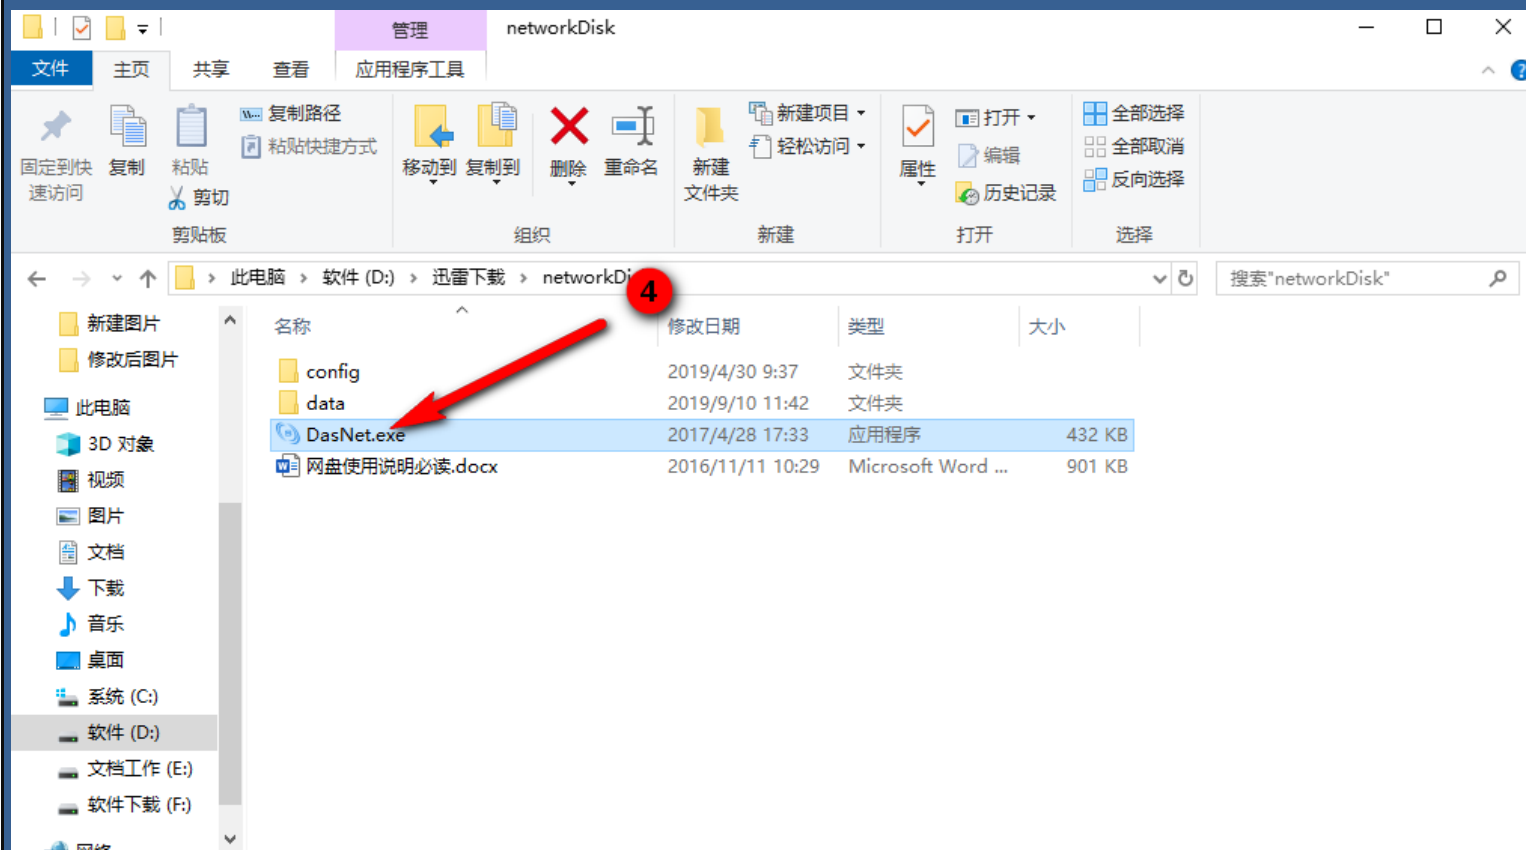 管理
networkDisk
文件
主页
共享
查看
应用程序工具
固定到快
速访问
复制
粘贴
复制路径
粘贴快捷方式
剪切
剪贴板
移动到
复制到
删除
重命名
组织
新建
文件夹
新建项目
轻松访问
新建
属性
打开
编辑
历史记录
打开
全部选择
全部取消
反向选择
选择
此电脑 > 软件 (D:) > 迅雷下载 > networkDi
搜索"networkDisk"
4
新建图片
修改后图片
此电脑
3D 对象
视频
图片
文档
下载
音乐
桌面
系统 (C:)
软件 (D:)
文档工作 (E:)
软件下载 (F:)
网络
名称 修改日期 类型 大小
config 2019/4/30 9:37 文件夹
data 2019/9/10 11:42 文件夹
DasNet.exe 2017/4/28 17:33 应用程序 432 KB
网盘使用说明必读.docx 2016/11/11 10:29 Microsoft Word ... 901 KB